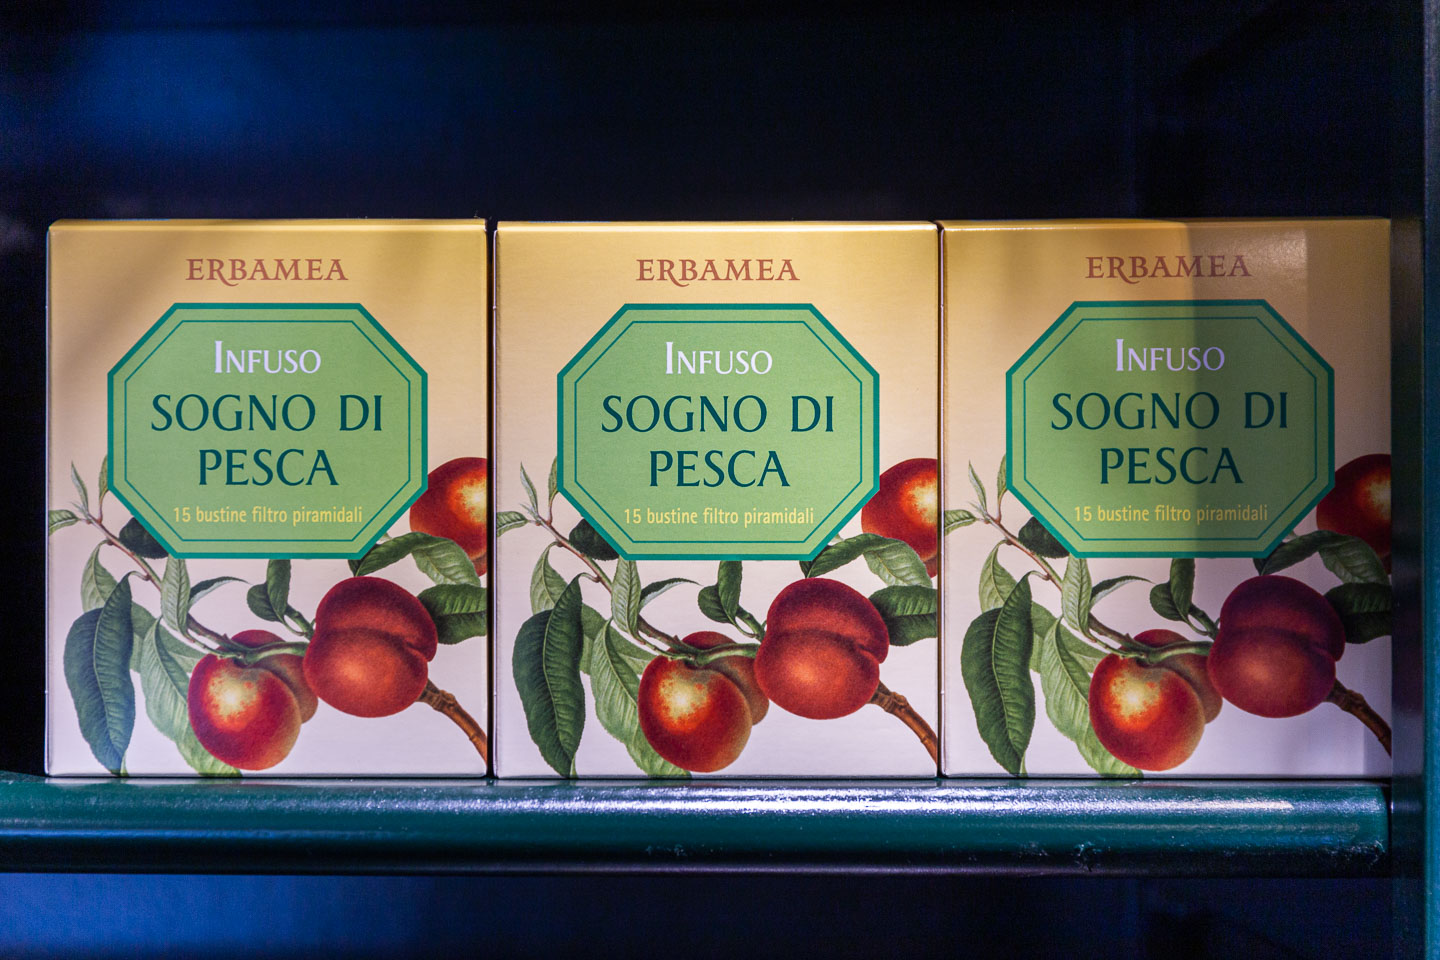 ERBAMEA
INFUSO
SOGNO DI
PESCA
15 bustine filtro piramidali
ERBAMEA
INFUSO
SOGNO DI
PESCA
15 bustine filtro piramidali
ERBAMEA
INFUSO
SOGNO DI
PESCA
15 bustine filtro piramidali